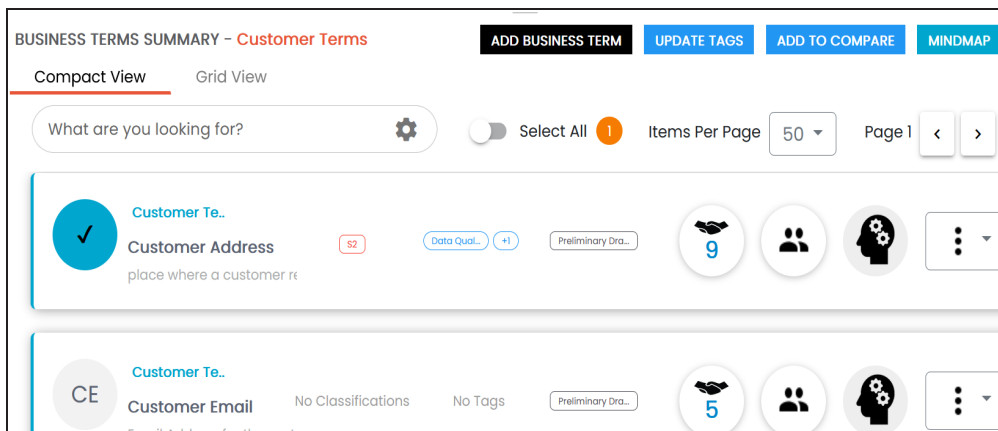 BUSINESS TERMS SUMMARY - Customer Terms
ADD BUSINESS TERM
UPDATE TAGS
ADD TO COMPARE
MINDMAP
Compact View
Grid View
What are you looking for?
Select All 1
Items Per Page 50
Page 1
Customer Te..
Customer Address
place where a customer re
S2
Data Qual... +1
Preliminary Dra...
9
CE
Customer Te..
Customer Email
No Classifications
No Tags
Preliminary Dra...
5